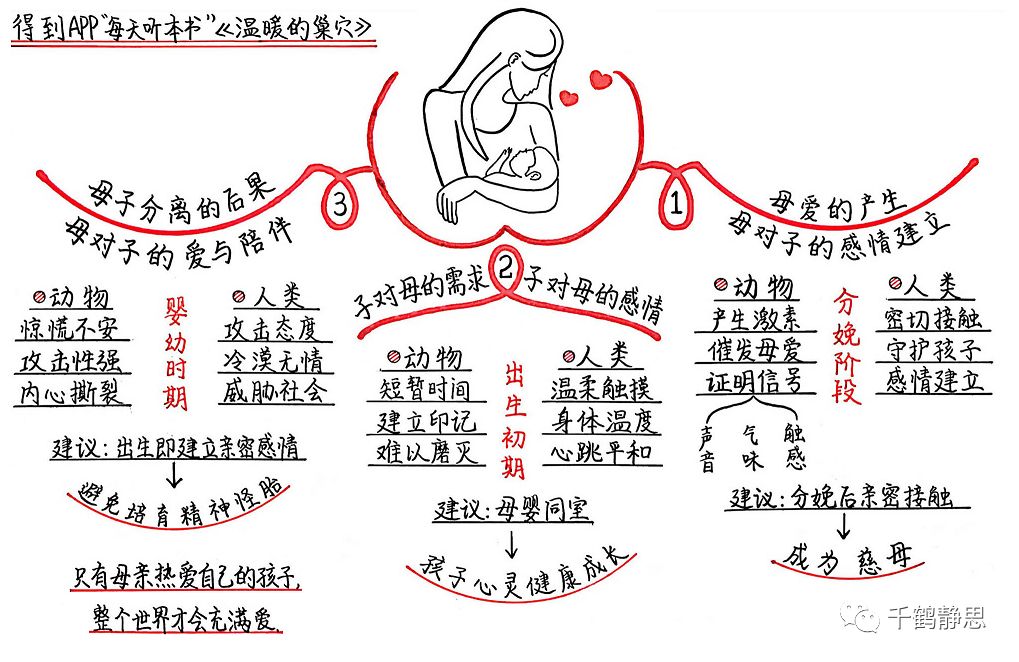 得到APP“每天听本书”《温暖的巢穴》
1
母爱的产生
母对子的感情建立
分娩阶段
动物
产生激素
催发母爱
证明信号
声音
气味
触感
人类
密切接触
守护孩子
感情建立
建议:分娩后亲密接触
成为慈母
2
子对母的需求
子对母的感情
出生初期
动物
短暂时间
建立印记
难以磨灭
人类
温柔触摸
身体温度
心跳平和
建议:母婴同室
孩子心灵健康成长
3
母子分离的后果
母对子的爱与陪伴
婴幼时期
动物
惊慌不安
攻击性强
内心撕裂
人类
攻击态度
冷漠无情
威胁社会
建议:出生即建立亲密感情
避免培育精神怪胎
只有母亲热爱自己的孩子,
整个世界才会充满爱.
千鹤静思